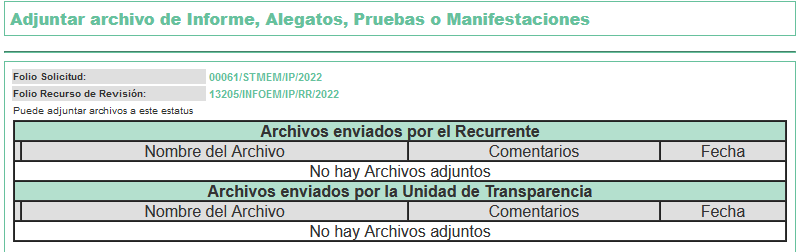 Adjuntar archivo de Informe, Alegatos, Pruebas o Manifestaciones
Folio Solicitud: 00061/STMEM/IP/2022
Folio Recurso de Revisión: 13205/INFOEM/IP/RR/2022
Puede adjuntar archivos a este estatus
Archivos enviados por el Recurrente
Nombre del Archivo Comentarios Fecha
No hay Archivos adjuntos
Archivos enviados por la Unidad de Transparencia
Nombre del Archivo Comentarios Fecha
No hay Archivos adjuntos